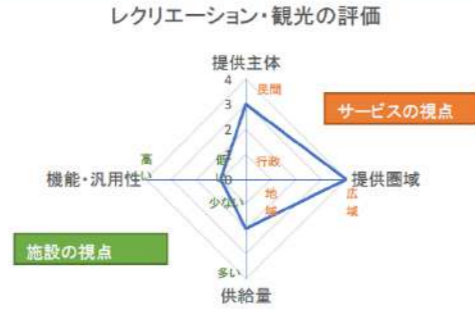 レクリエーション・観光の評価
提供主体
4
民間
3
サービスの視点
2
高い
低い
行政
機能・汎用性
0
提供圏域
少ない
地域
広域
施設の視点
多い
供給量